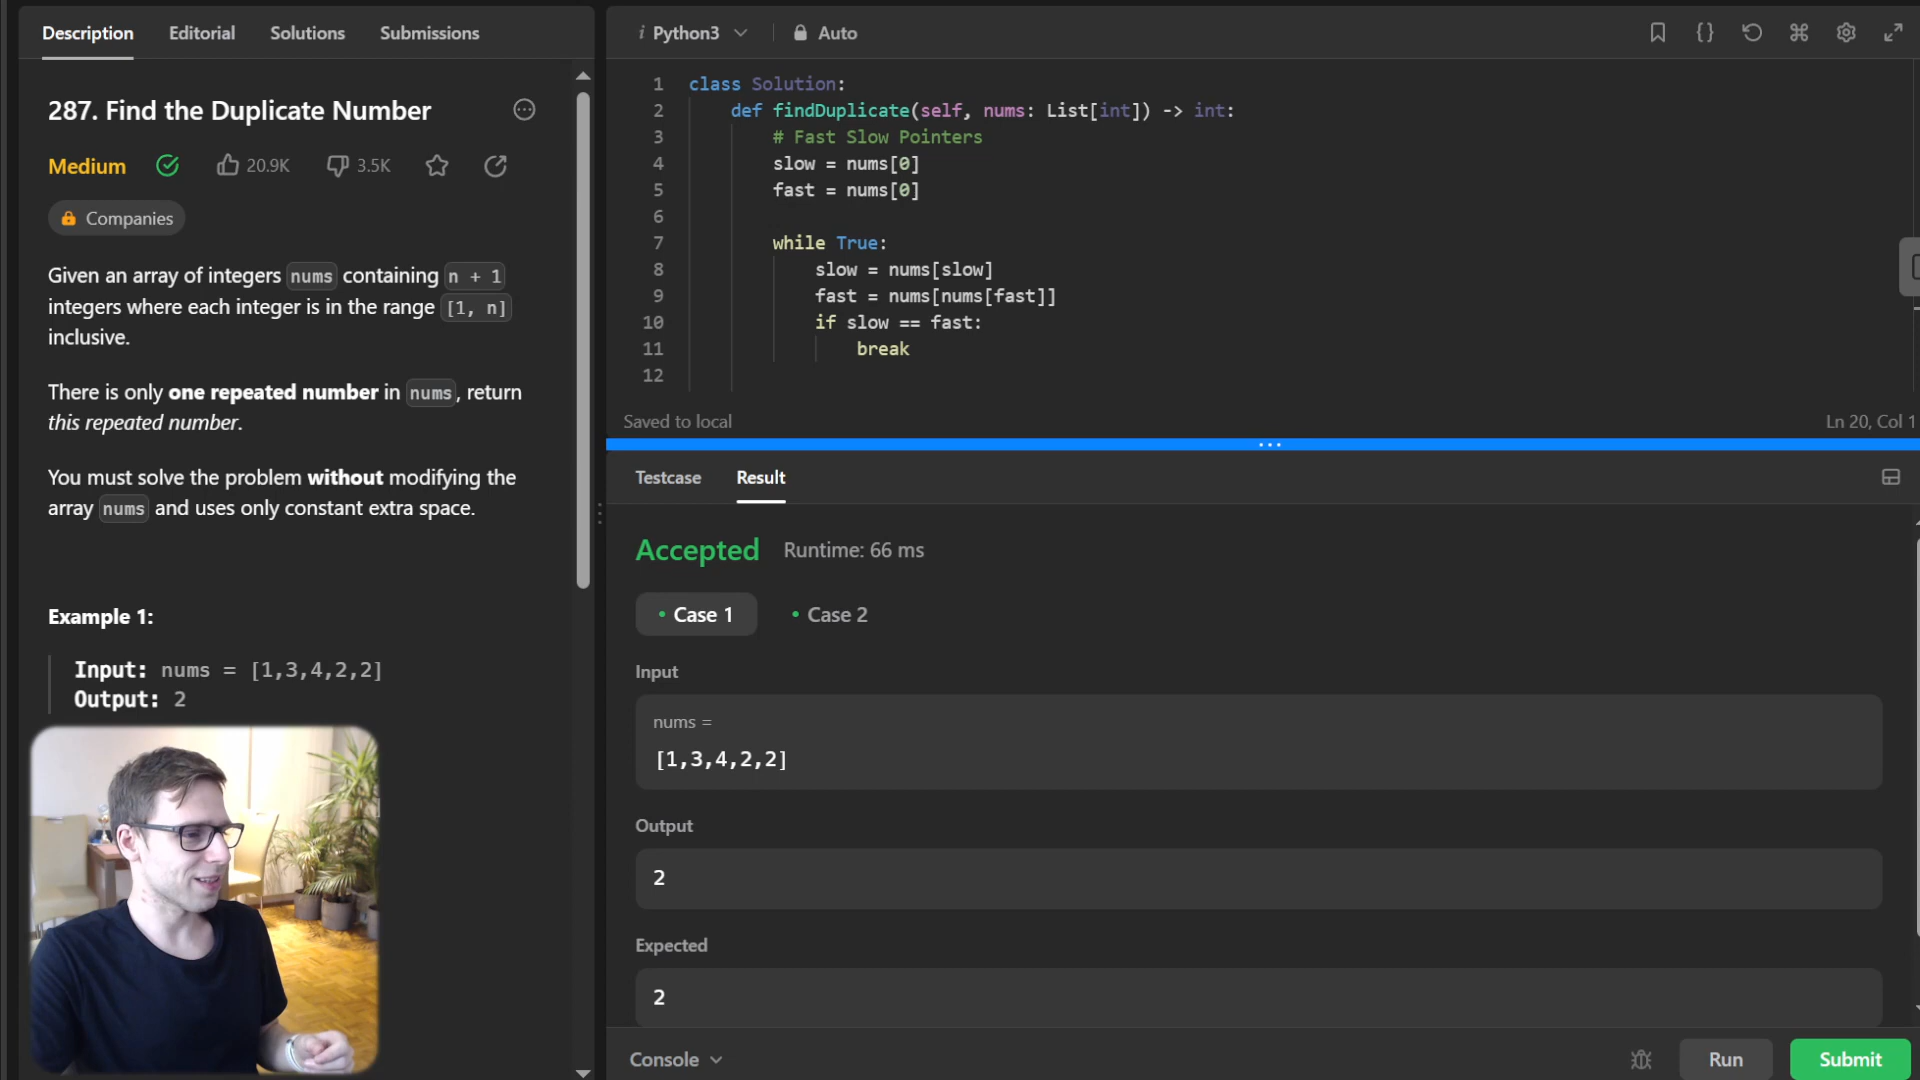 Description Editorial Solutions Submissions
287. Find the Duplicate Number
Medium 20.9K 3.5K
Companies
Given an array of integers nums containing n + 1
integers where each integer is in the range [1, n]
inclusive.
There is only one repeated number in nums, return
this repeated number.
You must solve the problem without modifying the
array nums and uses only constant extra space.
Example 1:
Input: nums = [1,3,4,2,2]
Output: 2
i Python3 Auto
1 class Solution:
2 def findDuplicate(self, nums: List[int]) -> int:
3 # Fast Slow Pointers
4 slow = nums[0]
5 fast = nums[0]
6
7 while True:
8 slow = nums[slow]
9 fast = nums[nums[fast]]
10 if slow == fast:
11 break
12
Saved to local Ln 20, Col 1
Testcase Result
Accepted Runtime: 66 ms
Case 1 Case 2
Input
nums =
[1,3,4,2,2]
Output
2
Expected
2
Console Run Submit